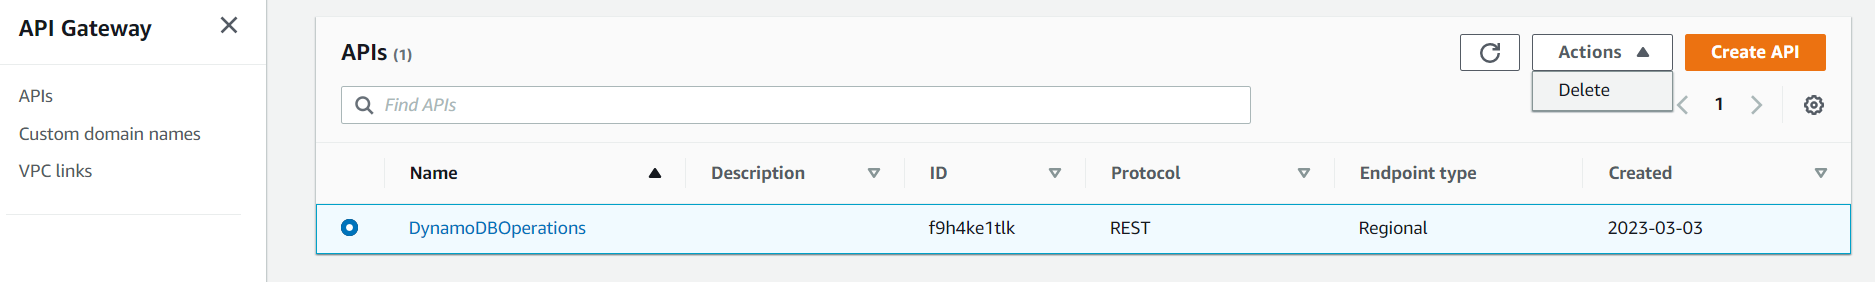 API Gateway
APIs
Custom domain names
VPC links
APIs (1)
Actions
Create API
Delete
Find APIs
1
Name Description ID Protocol Endpoint type Created
DynamoDBOperations f9h4ke1tlk REST Regional 2023-03-03